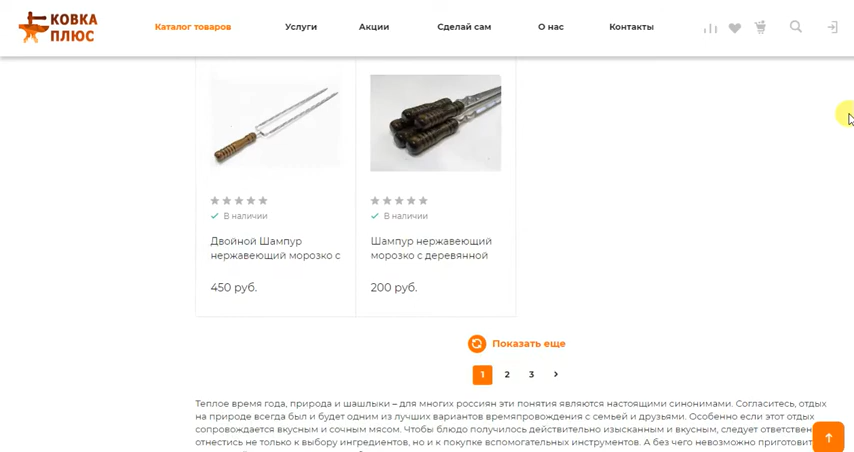 КОВКА
ПЛЮС
Каталог товаров
Услуги
Акции
Сделай сам
О нас
Контакты
В наличии
В наличии
Двойной Шампур
нержавеющий морозко с
Шампур нержавеющий
морозко с деревянной
450 руб.
200 руб.
Показать еще
1 2 3
Теплое время года, природа и шашлыки – для многих россиян эти понятия являются настоящими синонимами. Согласитесь, отдых
на природе всегда был и будет одним из лучших вариантов времяпровождения с семьей и друзьями. Особенно если этот отдых
сопровождается вкусным и сочным мясом. Чтобы блюдо получилось действительно изысканным и вкусным, следует ответствен
отнестись не только к выбору ингредиентов, но и к покупке вспомогательных инструментов. А без чего невозможно приготовит